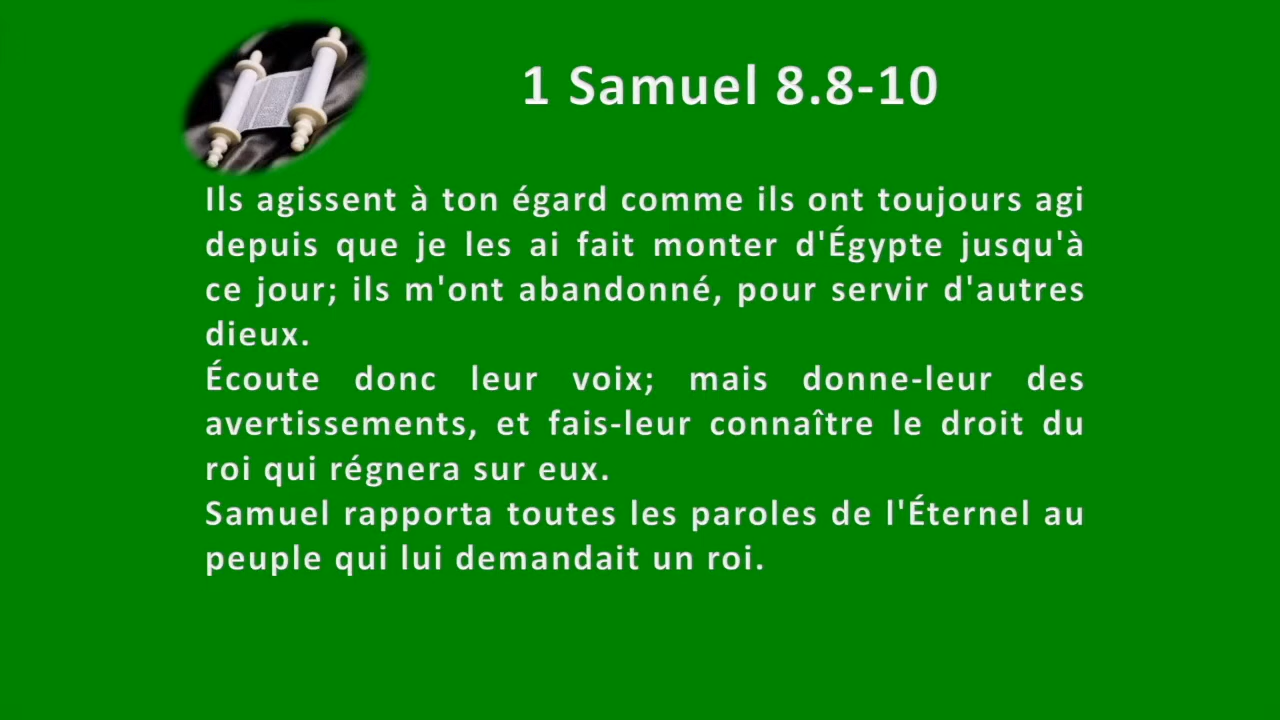 1 Samuel 8.8-10
Ils agissent à ton égard comme ils ont toujours agi
depuis que je les ai fait monter d'Égypte jusqu'à
ce jour; ils m'ont abandonné, pour servir d'autres
dieux.
Écoute donc leur voix; mais donne-leur des
avertissements, et fais-leur connaître le droit du
roi qui régnera sur eux.
Samuel rapporta toutes les paroles de l'Éternel au
peuple qui lui demandait un roi.